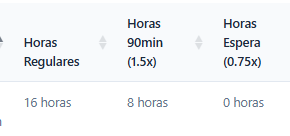 Horas Regulares
Horas 90min (1.5x)
Horas Espera (0.75x)
16 horas
8 horas
0 horas